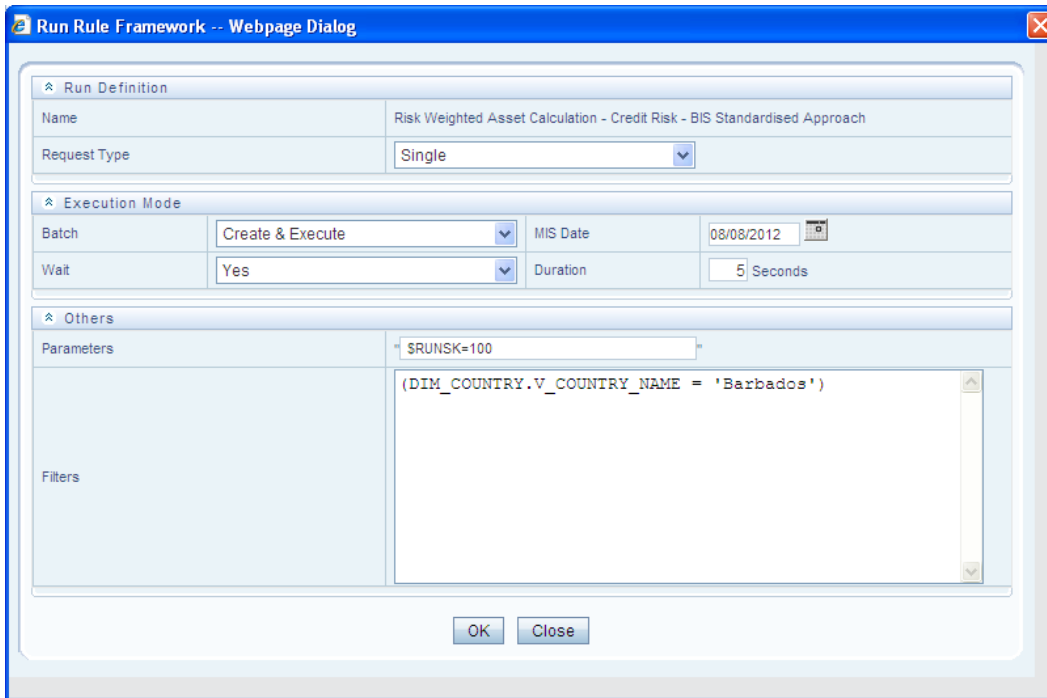 Run Rule Framework -- Webpage Dialog
Run Definition
Name Risk Weighted Asset Calculation - Credit Risk - BIS Standardised Approach
Request Type Single
Execution Mode
Batch Create & Execute MIS Date 08/08/2012
Wait Yes Duration 5 Seconds
Others
Parameters " $RUNSK=100 "
(DIM_COUNTRY.V_COUNTRY_NAME = 'Barbados')
Filters
OK Close